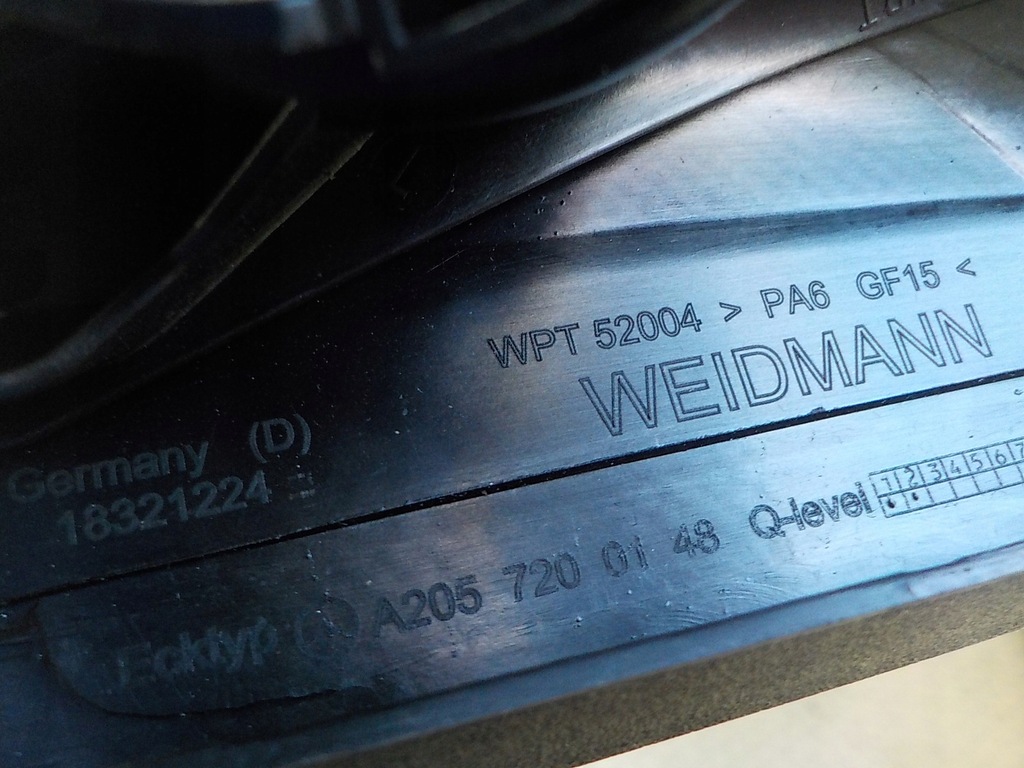 WPT 52004 > PA6 GF15 <
WEIDMANN
Germany (D)
18321224
Ecktyp A205 720 01 48 Q-level 1 2 3 4 5 6 7